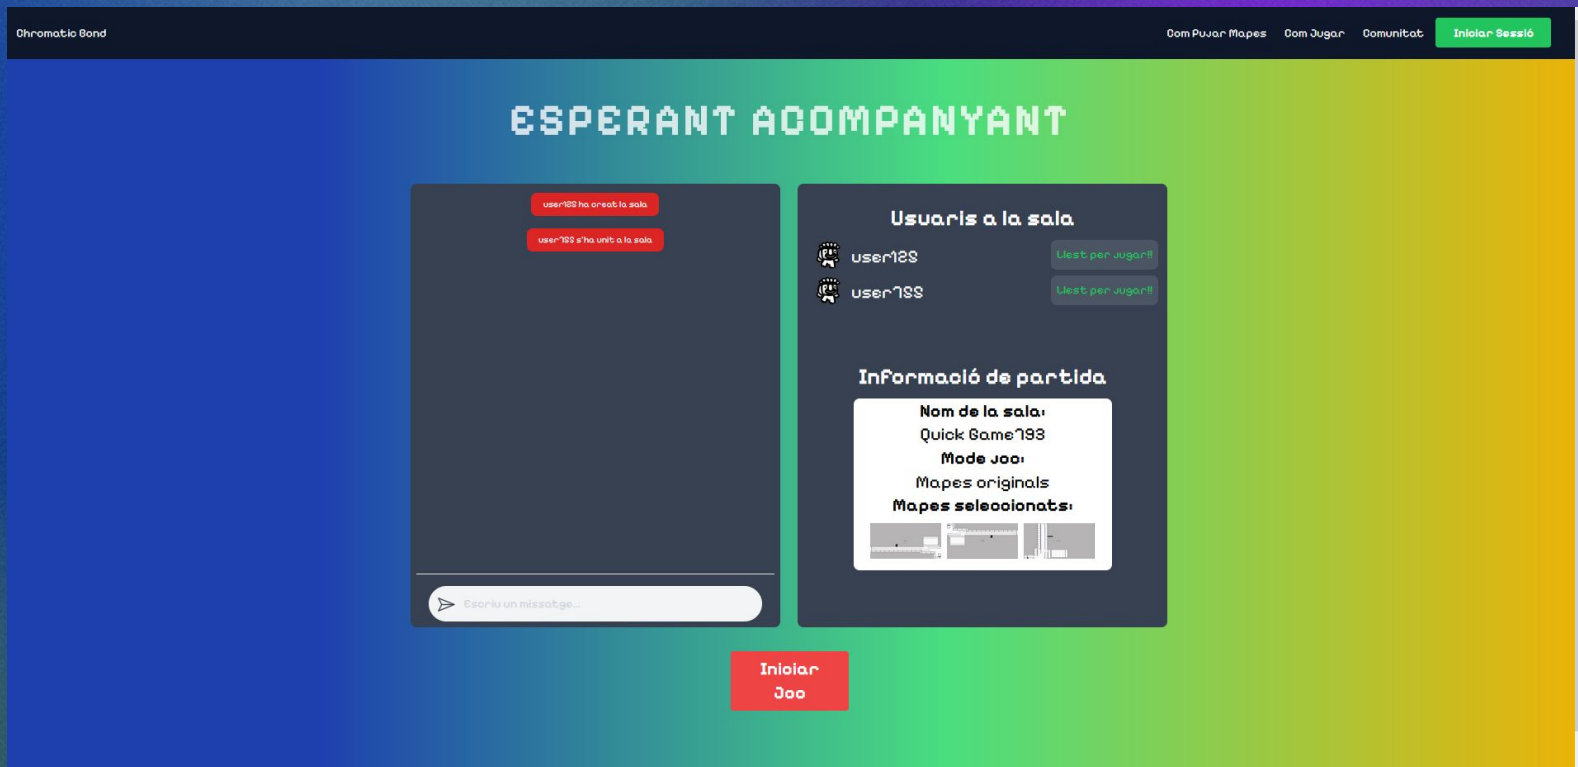 Chromatic Bond
Com Pujar Mapes
Com Jugar
Comunitat
Iniciar Sessió
ESPERANT ACOMPANYANT
user128 ha creat la sala
user788 s'ha unit a la sala
Escriu un missatge...
Usuaris a la sala
user128 Llest per jugar!!
user788 Llest per jugar!!
Informació de partida
Nom de la sala:
Quick Game793
Mode Joc:
Mapes originals
Mapes seleccionats:
Iniciar
Joc